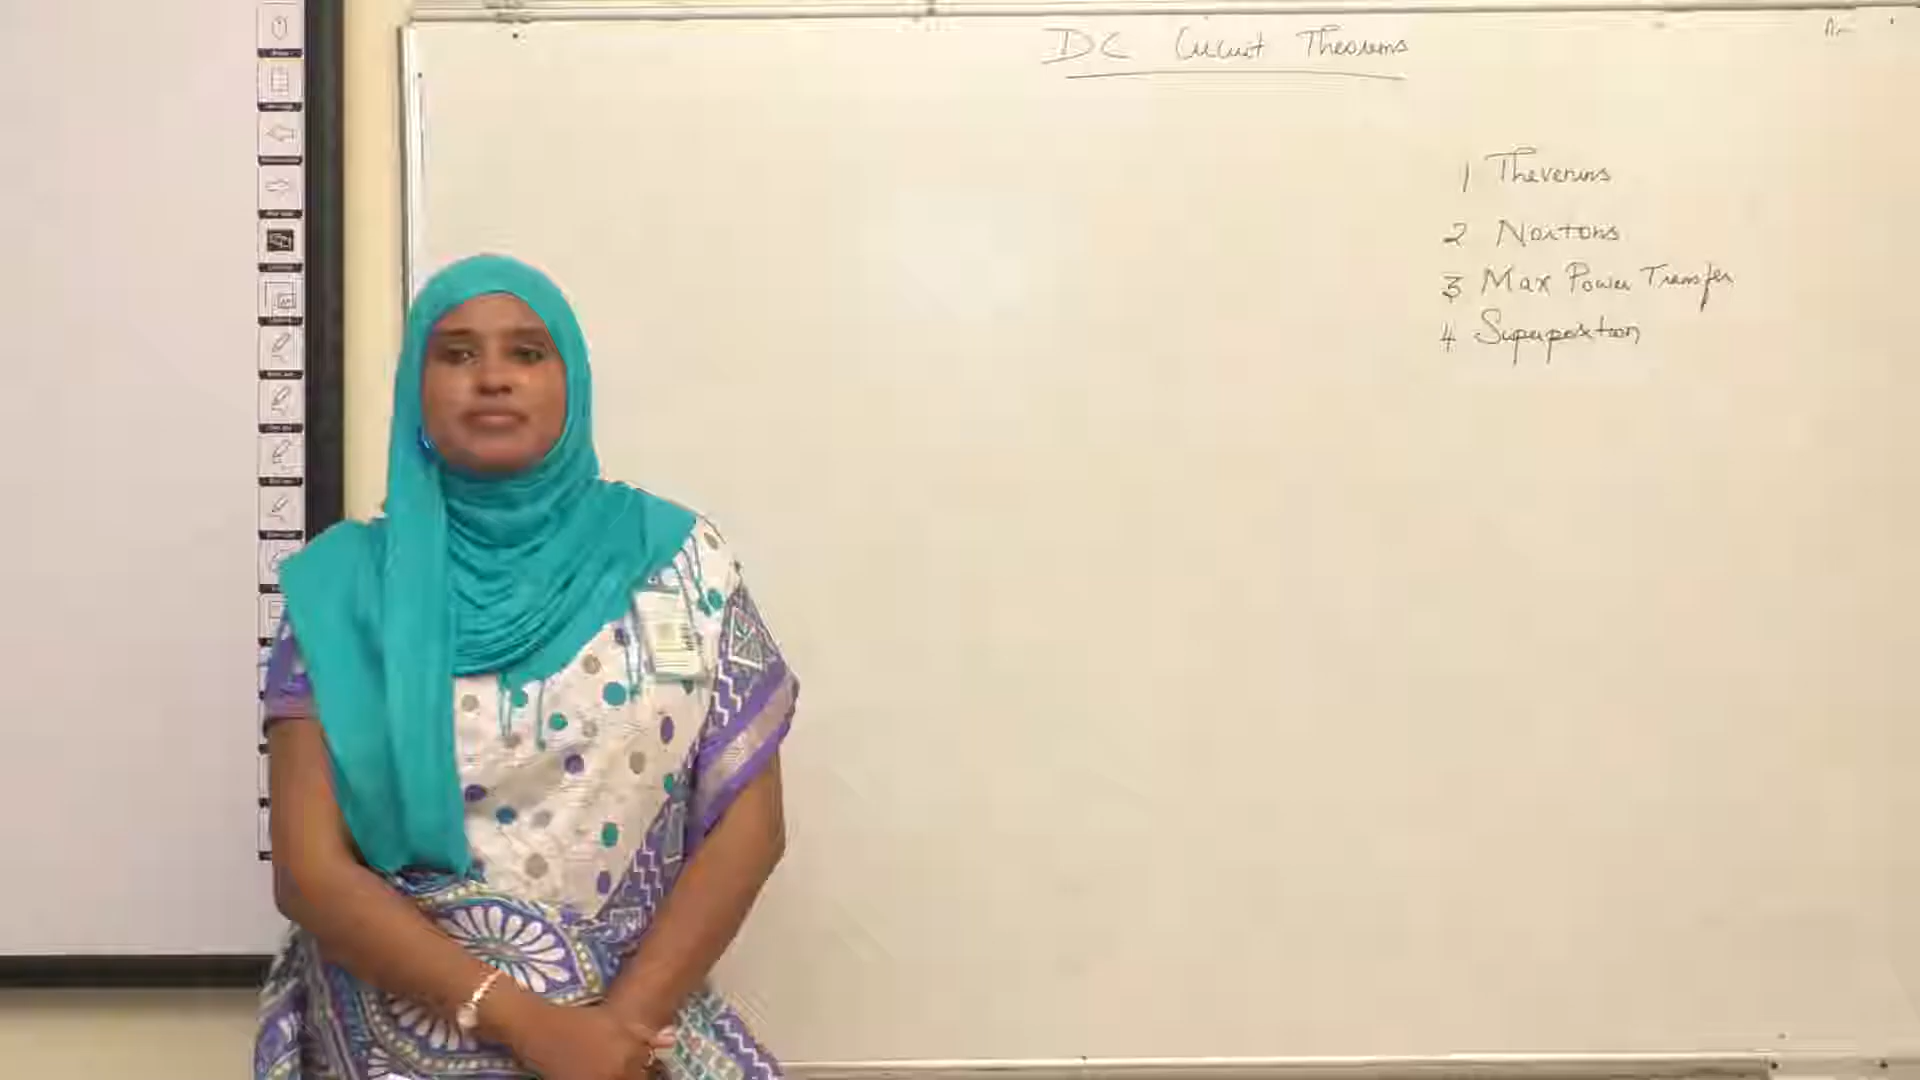 DC Circuit Theorems
1 Thevenins
2 Nortons
3 Max Power Transfer
4 Superposition